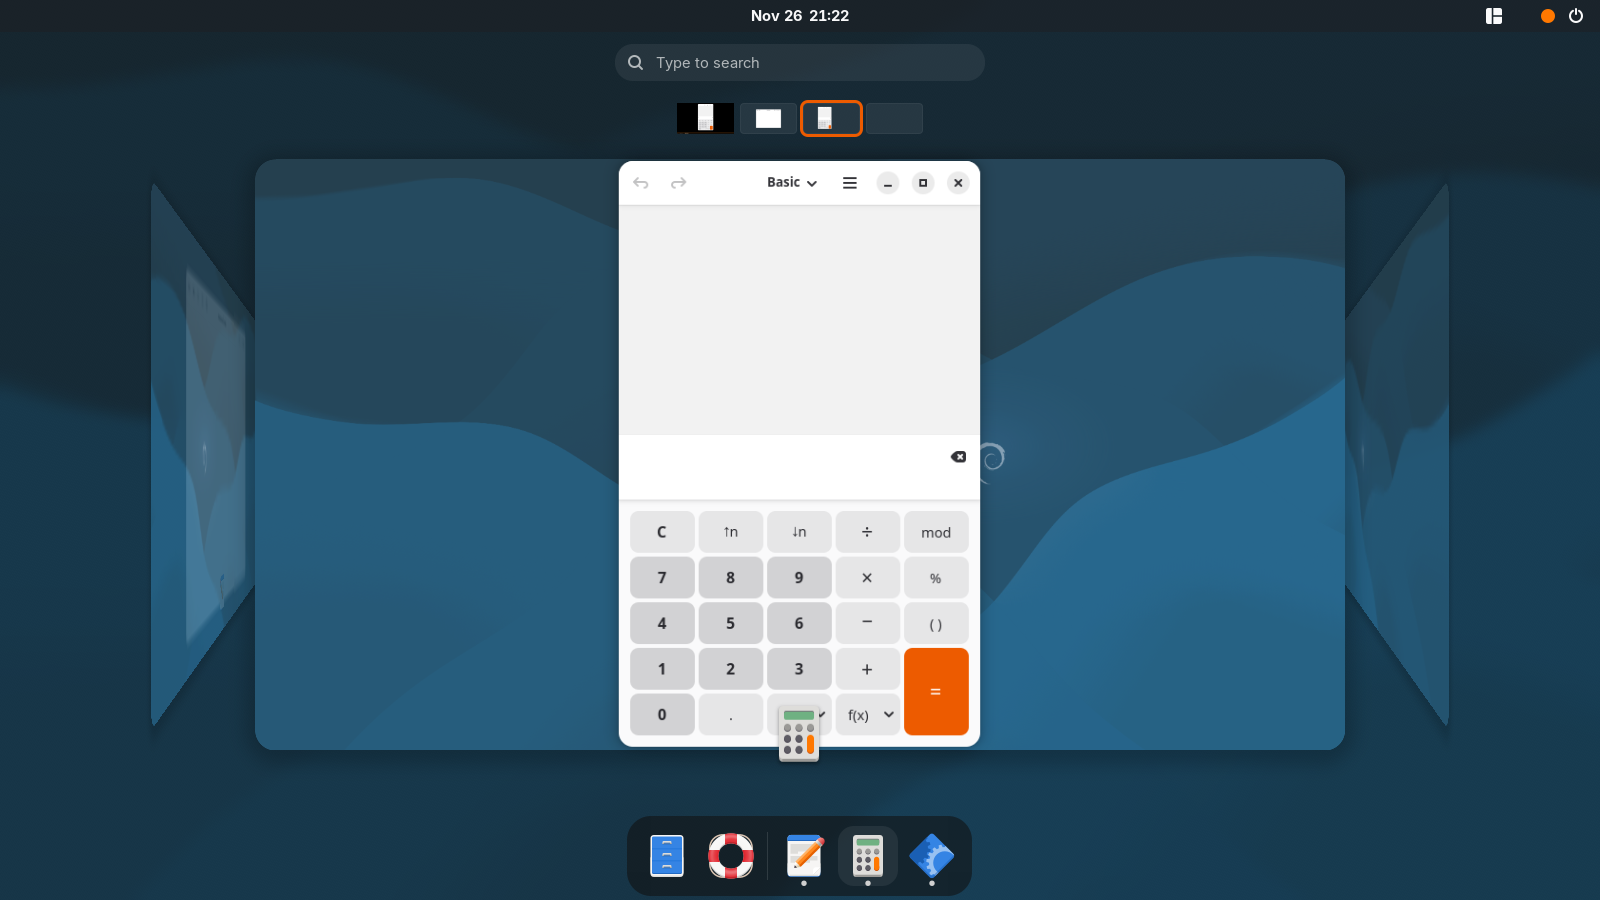 Nov 26 21:22
Type to search
Basic
C ↑n ↓n ÷ mod
7 8 9 × %
4 5 6 − ( )
1 2 3 +
=
0 . f(x)